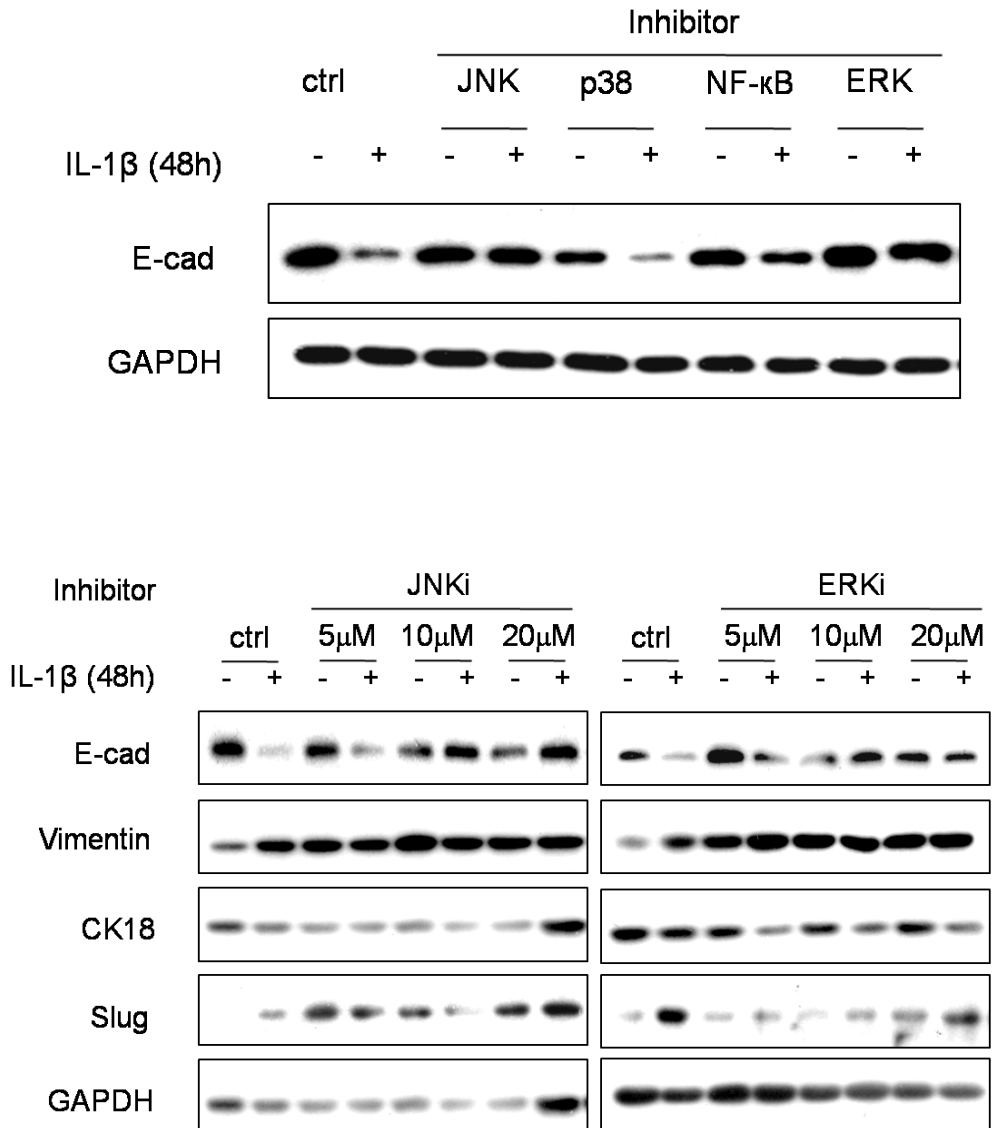 Inhibitor
ctrl JNK p38 NF-κB ERK
IL-1β (48h) - + - + - + - + - +
E-cad
GAPDH
Inhibitor JNKi ERKi
ctrl 5μM 10μM 20μM ctrl 5μM 10μM 20μM
IL-1β (48h) - + - + - + - + - + - + - + - +
E-cad
Vimentin
CK18
Slug
GAPDH